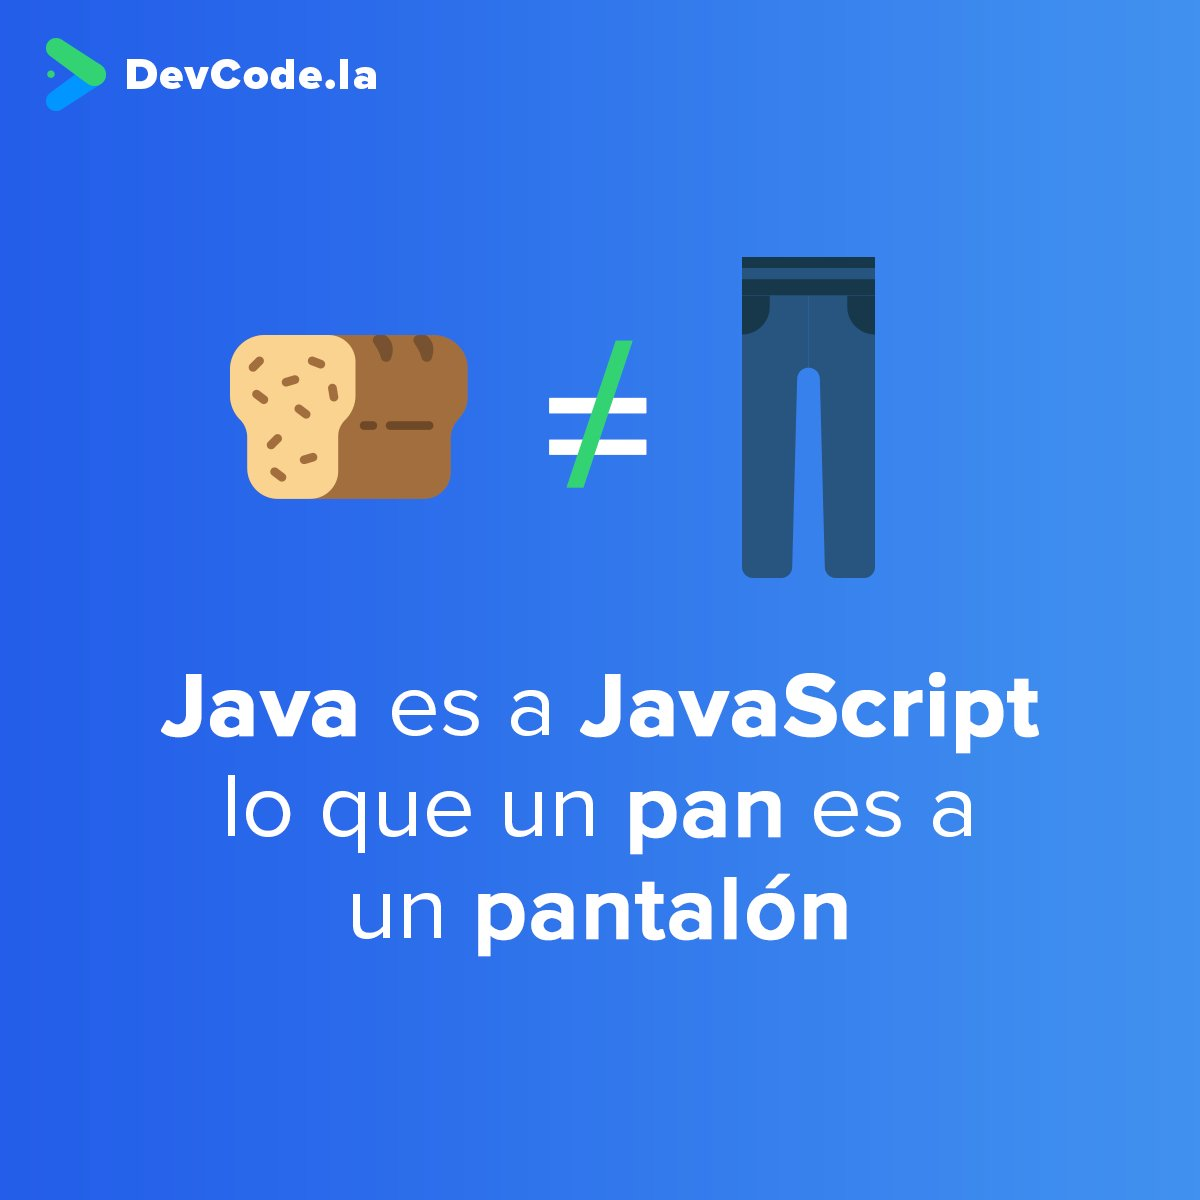 DevCode.la
Java es a JavaScript
lo que un pan es a
un pantalón